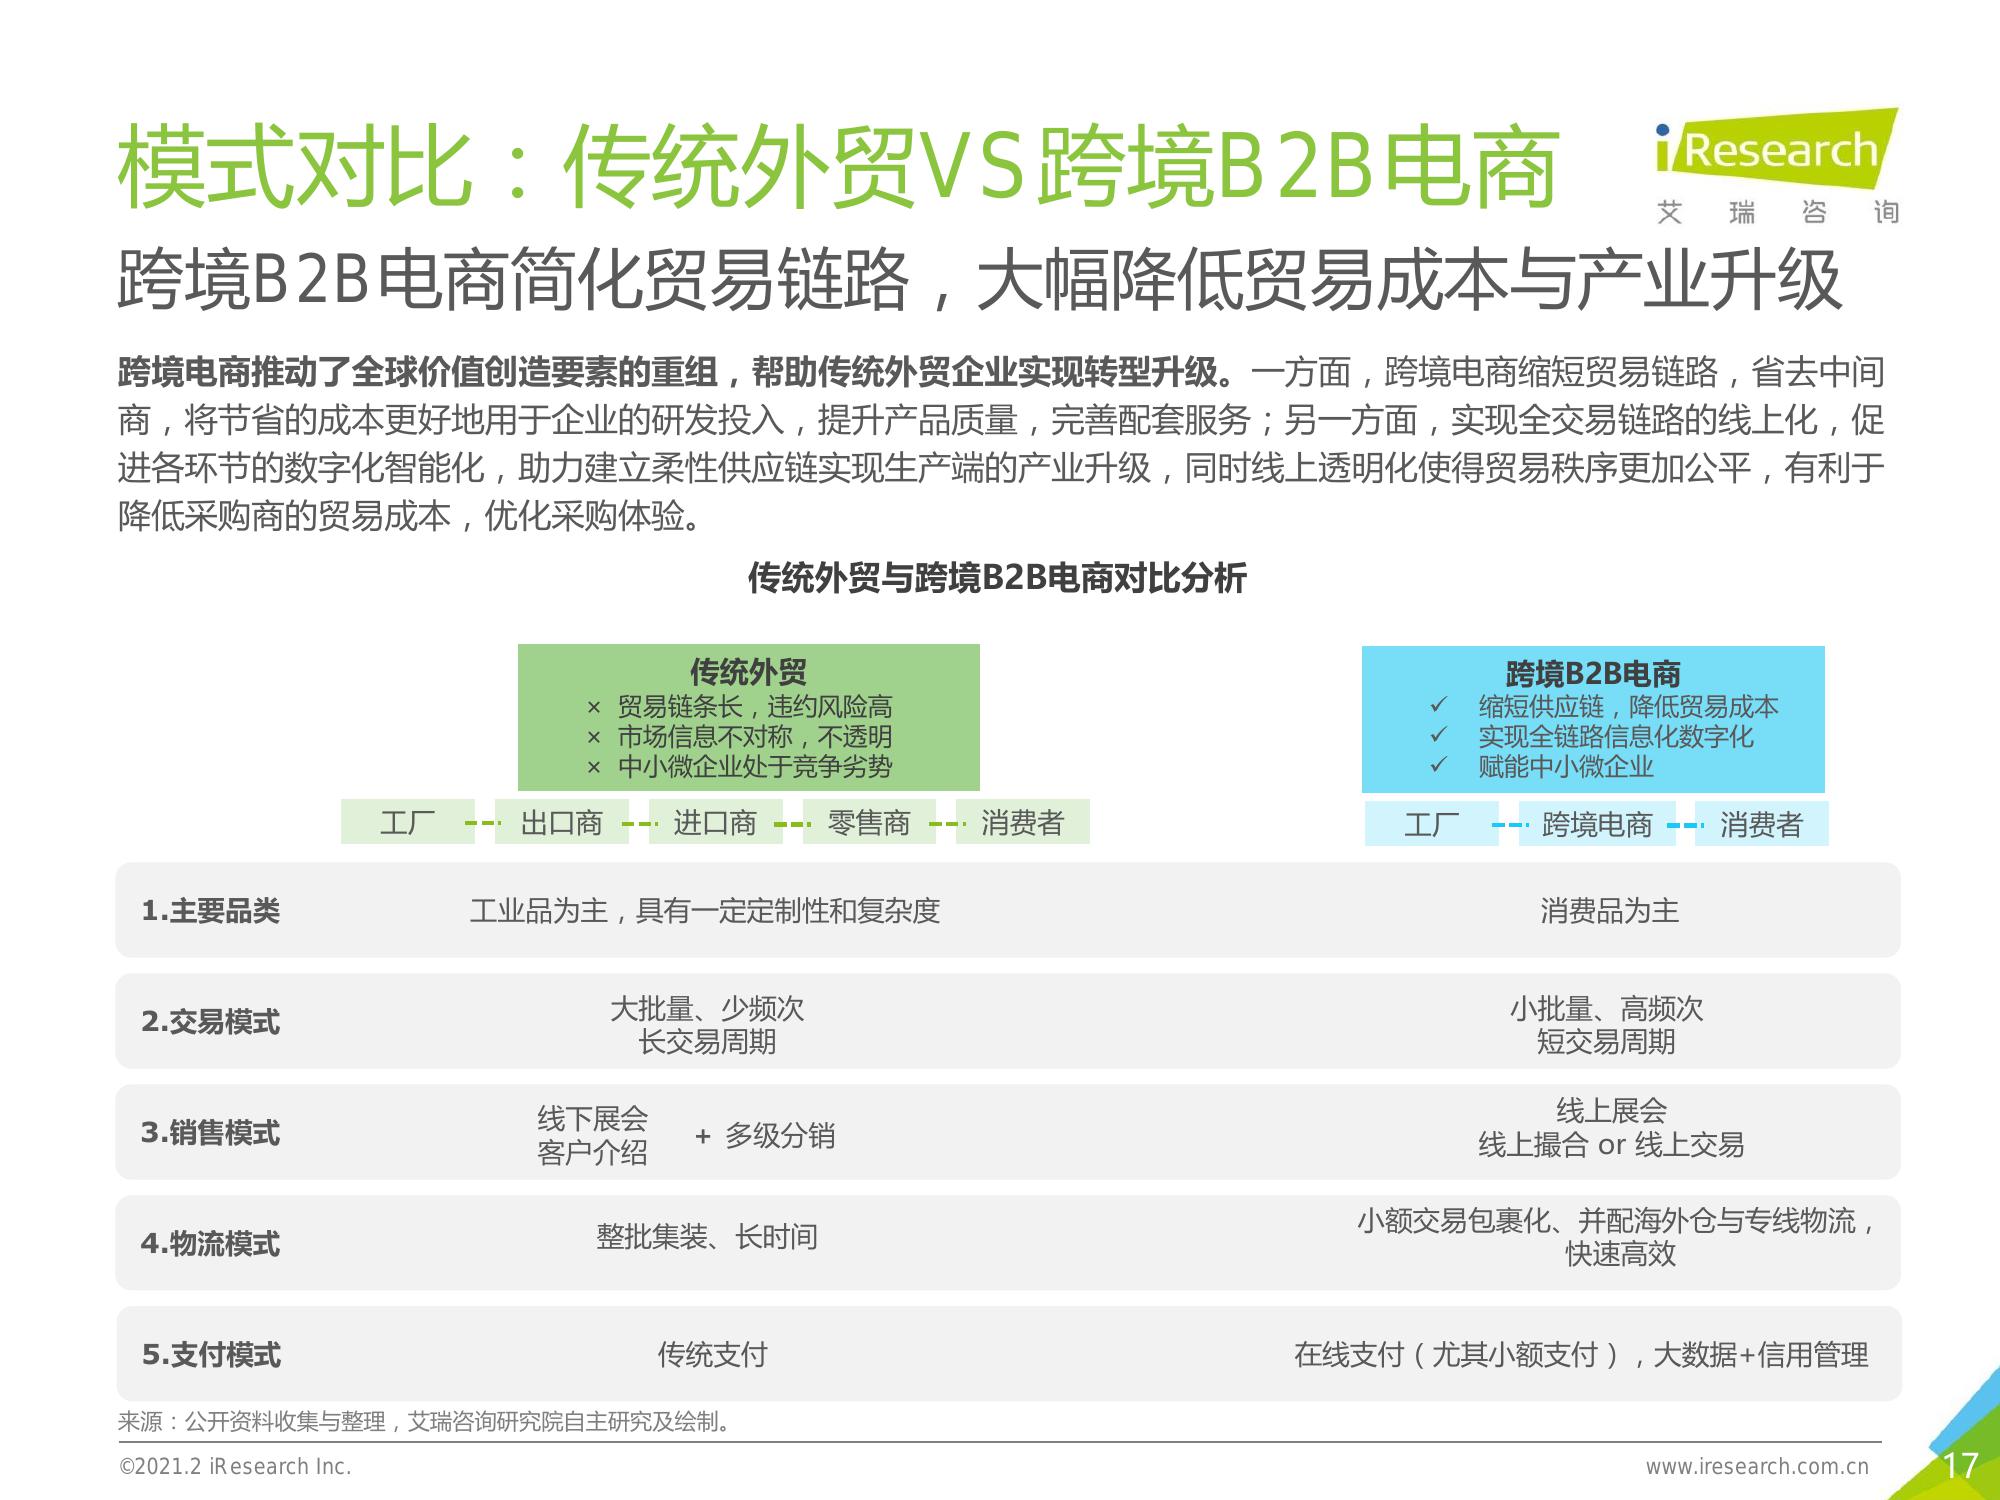 模式对比：传统外贸VS跨境B2B电商
iResearch
艾瑞咨询
跨境B2B电商简化贸易链路，大幅降低贸易成本与产业升级
跨境电商推动了全球价值创造要素的重组，帮助传统外贸企业实现转型升级。一方面，跨境电商缩短贸易链路，省去中间
商，将节省的成本更好地用于企业的研发投入，提升产品质量，完善配套服务；另一方面，实现全交易链路的线上化，促
进各环节的数字化智能化，助力建立柔性供应链实现生产端的产业升级，同时线上透明化使得贸易秩序更加公平，有利于
降低采购商的贸易成本，优化采购体验。
传统外贸与跨境B2B电商对比分析
传统外贸
× 贸易链条长，违约风险高
× 市场信息不对称，不透明
× 中小微企业处于竞争劣势
跨境B2B电商
✓ 缩短供应链，降低贸易成本
✓ 实现全链路信息化数字化
✓ 赋能中小微企业
工厂 出口商 进口商 零售商 消费者
工厂 跨境电商 消费者
1.主要品类 工业品为主，具有一定定制性和复杂度 消费品为主
2.交易模式
大批量、少频次
长交易周期
小批量、高频次
短交易周期
3.销售模式
线下展会
客户介绍
+ 多级分销
线上展会
线上撮合 or 线上交易
4.物流模式
整批集装、长时间
小额交易包裹化、并配海外仓与专线物流，
快速高效
5.支付模式 传统支付 在线支付（尤其小额支付），大数据+信用管理
来源：公开资料收集与整理，艾瑞咨询研究院自主研究及绘制。
©2021.2 iResearch Inc.
www.iresearch.com.cn
17